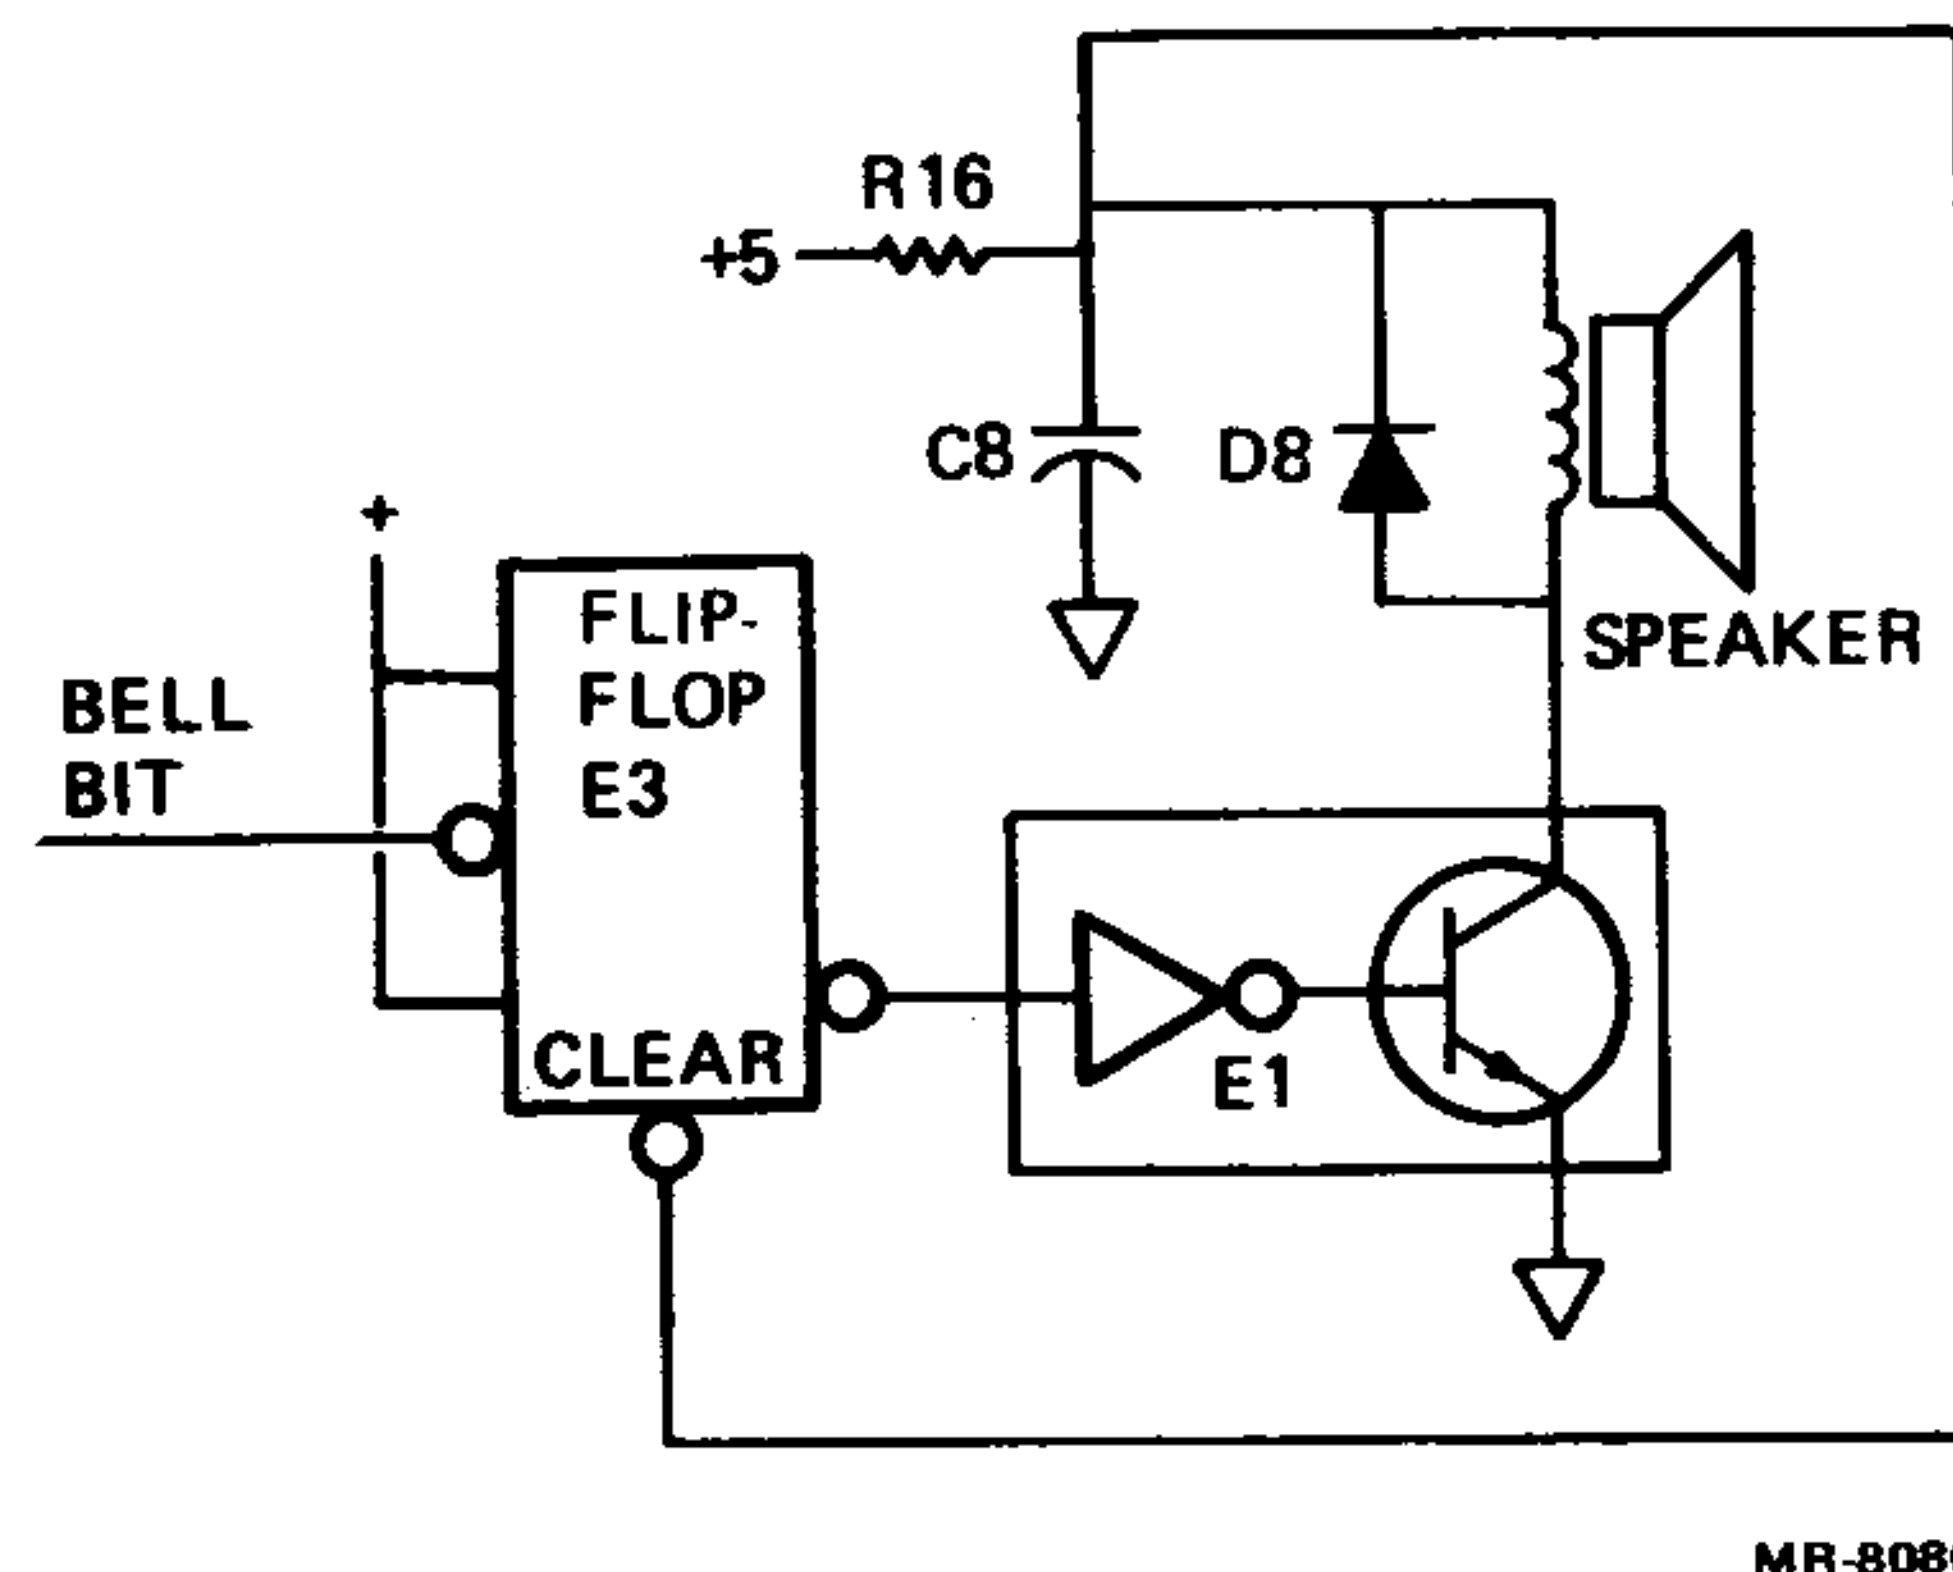 R16
+5
C8
D8
+
FLIP-
FLOP
E3
SPEAKER
BELL
BIT
CLEAR
E1